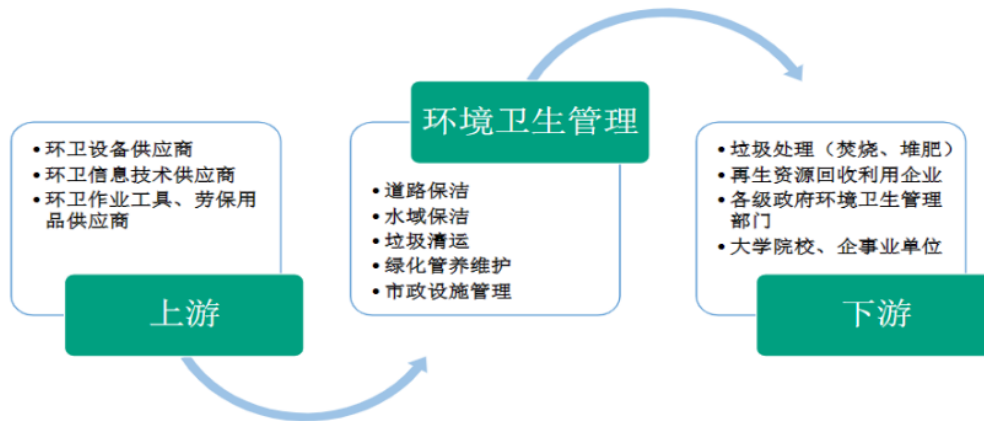 • 环卫设备供应商
• 环卫信息技术供应商
• 环卫作业工具、劳保用
品供应商
上游
环境卫生管理
• 道路保洁
• 水域保洁
• 垃圾清运
• 绿化管养维护
• 市政设施管理
• 垃圾处理（焚烧、堆肥）
• 再生资源回收利用企业
• 各级政府环境卫生管理
部门
• 大学院校、企事业单位
下游